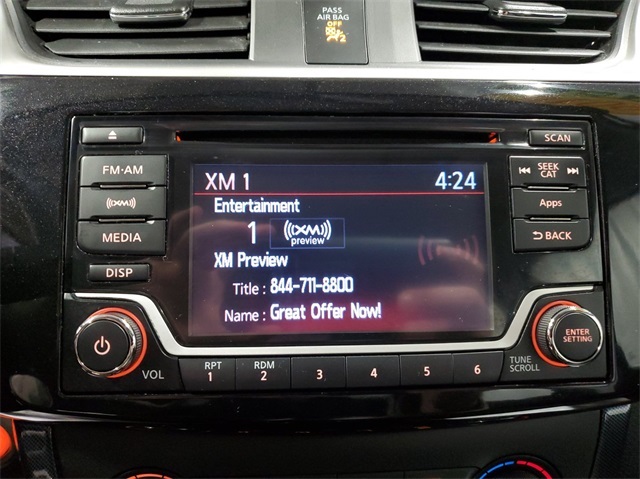 PASS
AIR BAG
OFF
2
SCAN
FM·AM
XM 1
4:24
SEEK
CAT
Entertainment
(((XM)))
1
(((XM)))
preview
Apps
MEDIA
XM Preview
BACK
DISP
Title : 844-711-8800
Name : Great Offer Now!
ENTER
SETTING
VOL
RPT
1
RDM
2
3
4
5
6
TUNE
SCROLL